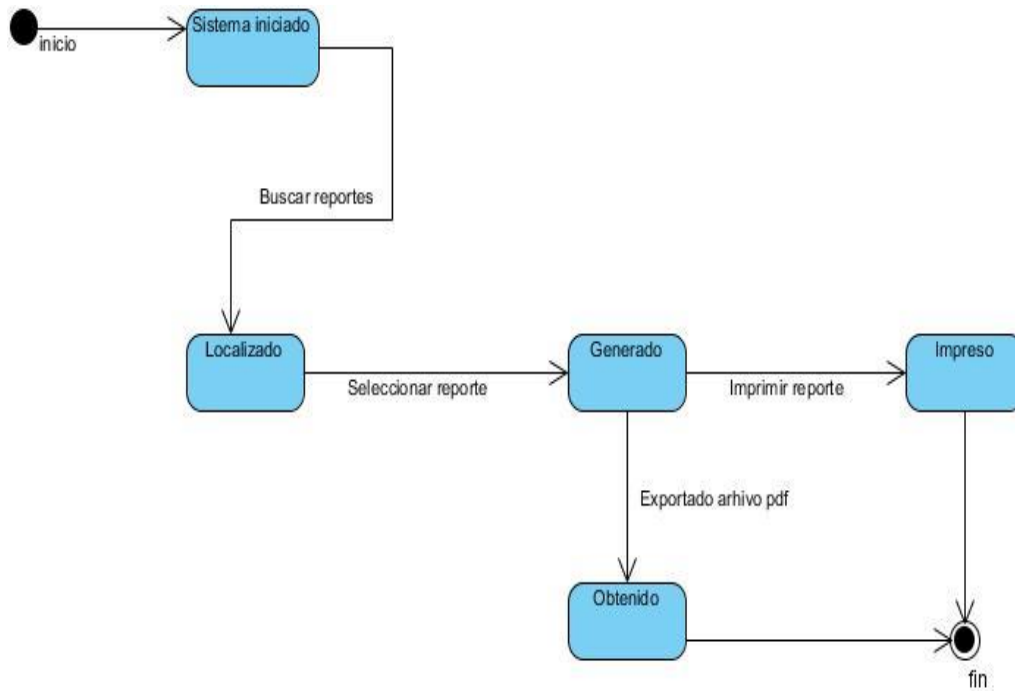 inicio
Sistema iniciado
Buscar reportes
Localizado
Seleccionar reporte
Generado
Imprimir reporte
Impreso
Exportado arhivo pdf
Obtenido
fin